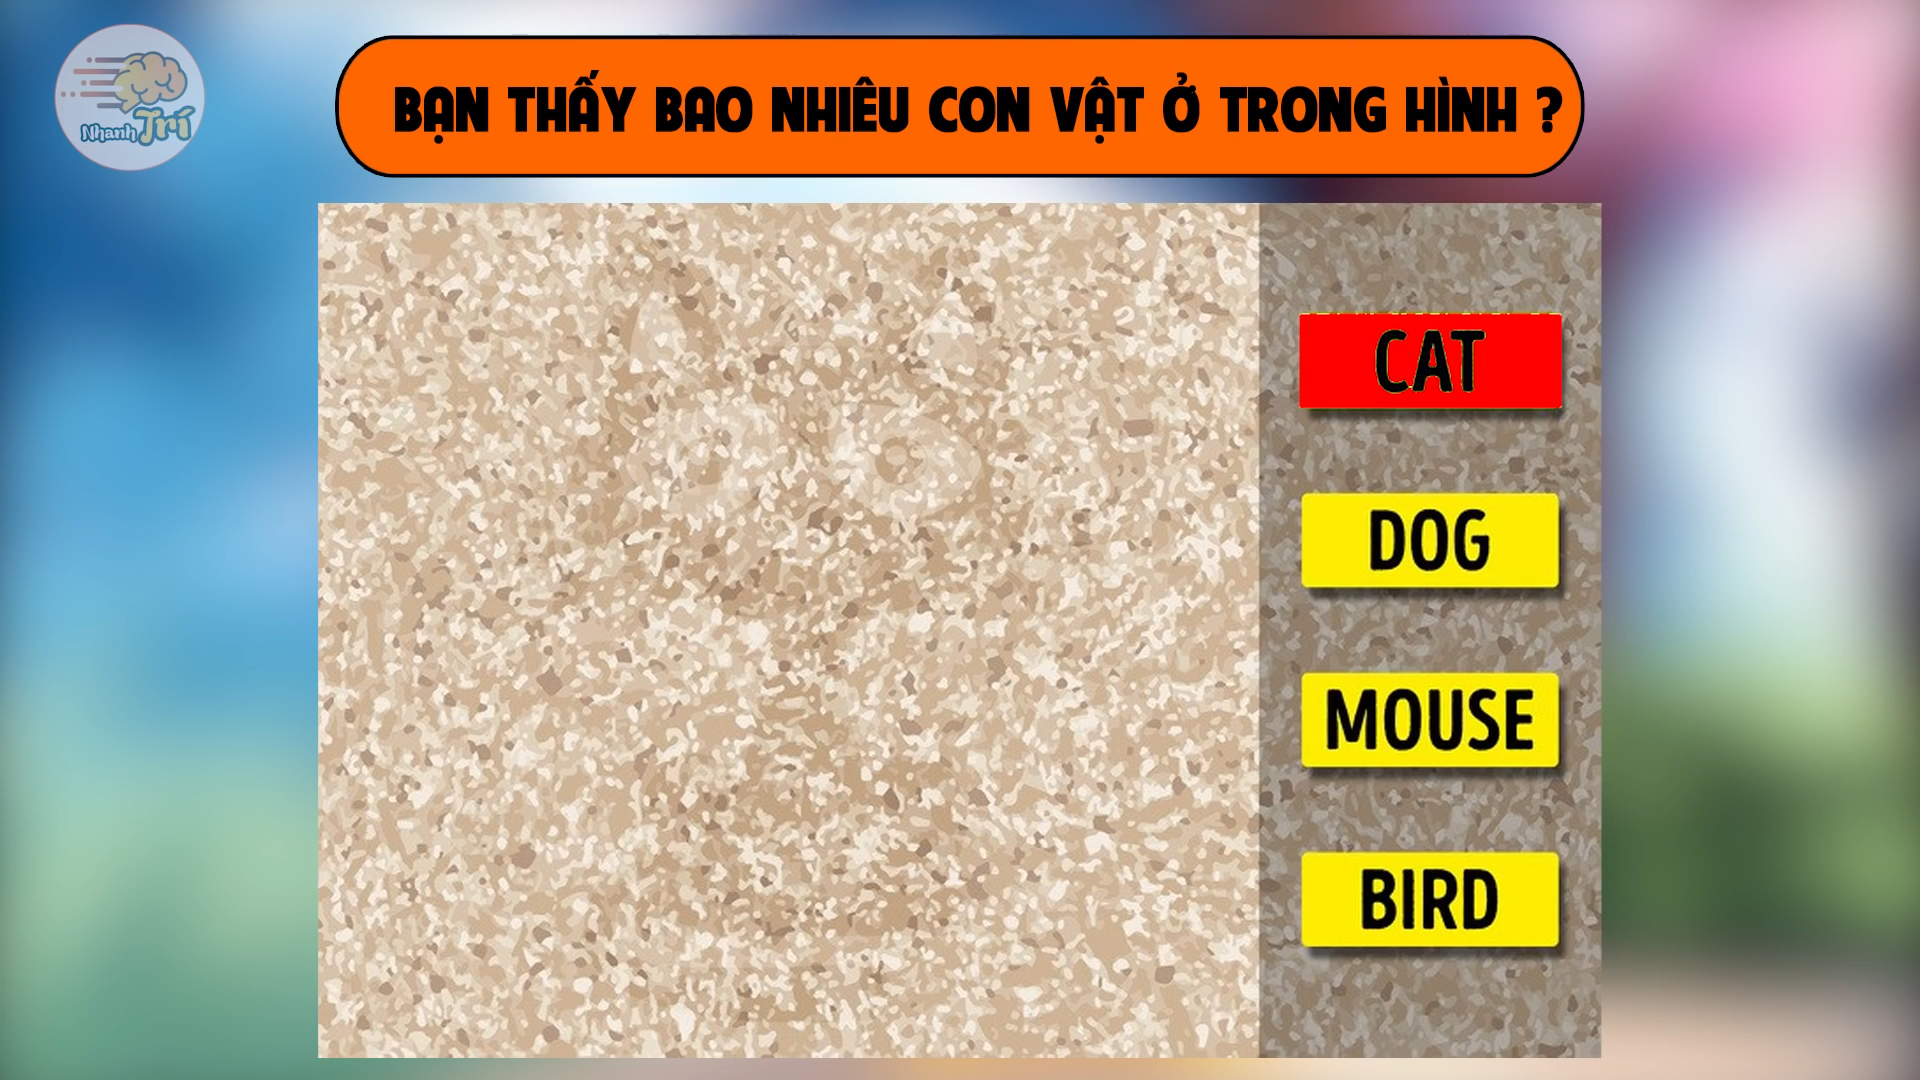 Nhanh Trí
BẠN THẤY BAO NHIÊU CON VẬT Ở TRONG HÌNH ?
CAT
DOG
MOUSE
BIRD